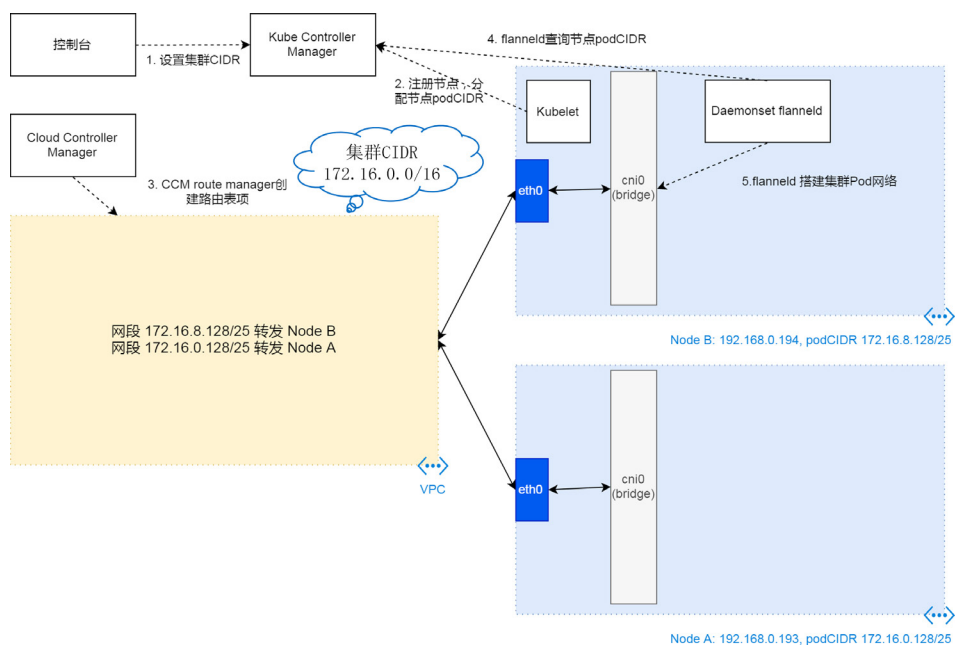 控制台
Kube Controller
Manager
4. flanneld查询节点podCIDR
1. 设置集群CIDR
2. 注册节点，分
配节点podCIDR
Kubelet
Daemonset flanneld
Cloud Controller
Manager
集群CIDR
172.16.0.0/16
3. CCM route manager创
建路由表项
eth0
cni0
(bridge)
5.flanneld 搭建集群Pod网络
网段 172.16.8.128/25 转发 Node B
网段 172.16.0.128/25 转发 Node A
Node B: 192.168.0.194, podCIDR 172.16.8.128/25
VPC
eth0
cni0
(bridge)
Node A: 192.168.0.193, podCIDR 172.16.0.128/25